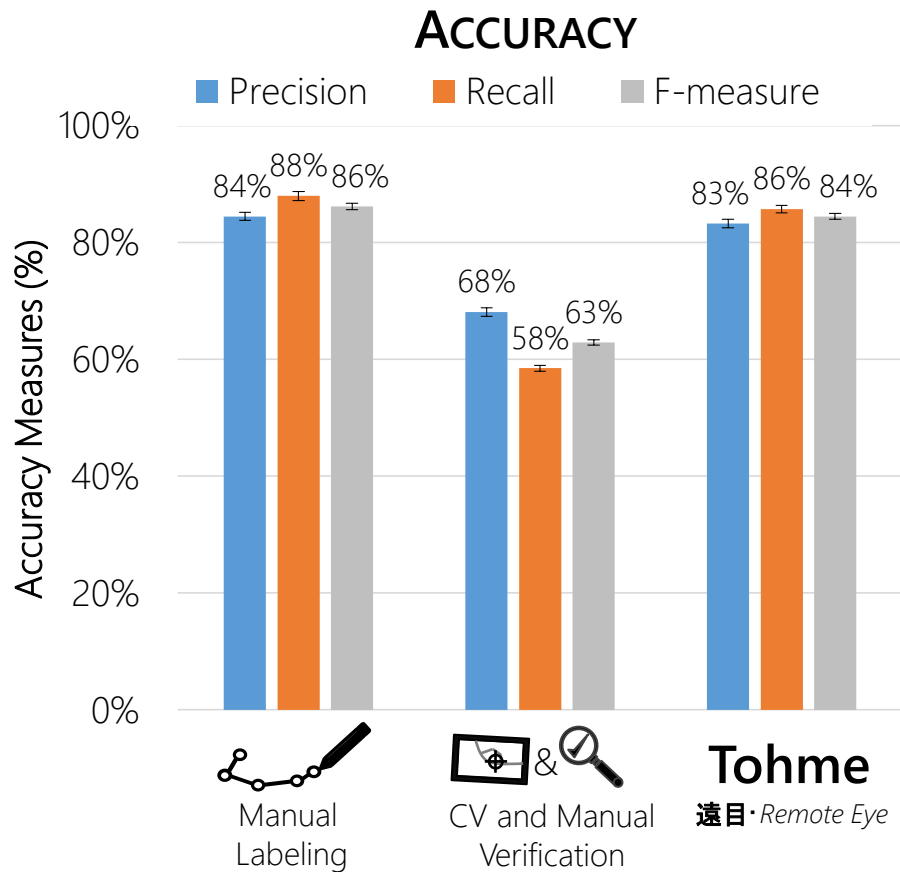 ACCURACY
Precision Recall F-measure
100%
80%
60%
40%
20%
0%
Accuracy Measures (%)
84% 88% 86%
68% 58% 63%
83% 86% 84%
Manual
Labeling
&
CV and Manual
Verification
Tohme
遠目·Remote Eye